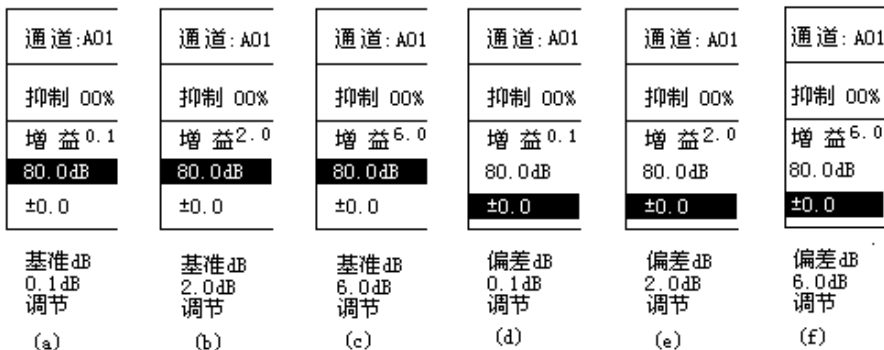 通道:A01
抑制 00%
增 益0.1
80.0dB
±0.0
基准dB
0.1dB
调节
(a)
通道:A01
抑制 00%
增 益2.0
80.0dB
±0.0
基准dB
2.0dB
调节
(b)
通道:A01
抑制 00%
增 益6.0
80.0dB
±0.0
基准dB
6.0dB
调节
(c)
通道:A01
抑制 00%
增 益0.1
80.0dB
±0.0
偏差dB
0.1dB
调节
(d)
通道:A01
抑制 00%
增 益2.0
80.0dB
±0.0
偏差dB
2.0dB
调节
(e)
通道:A01
抑制 00%
增 益6.0
80.0dB
±0.0
偏差dB
6.0dB
调节
(f)